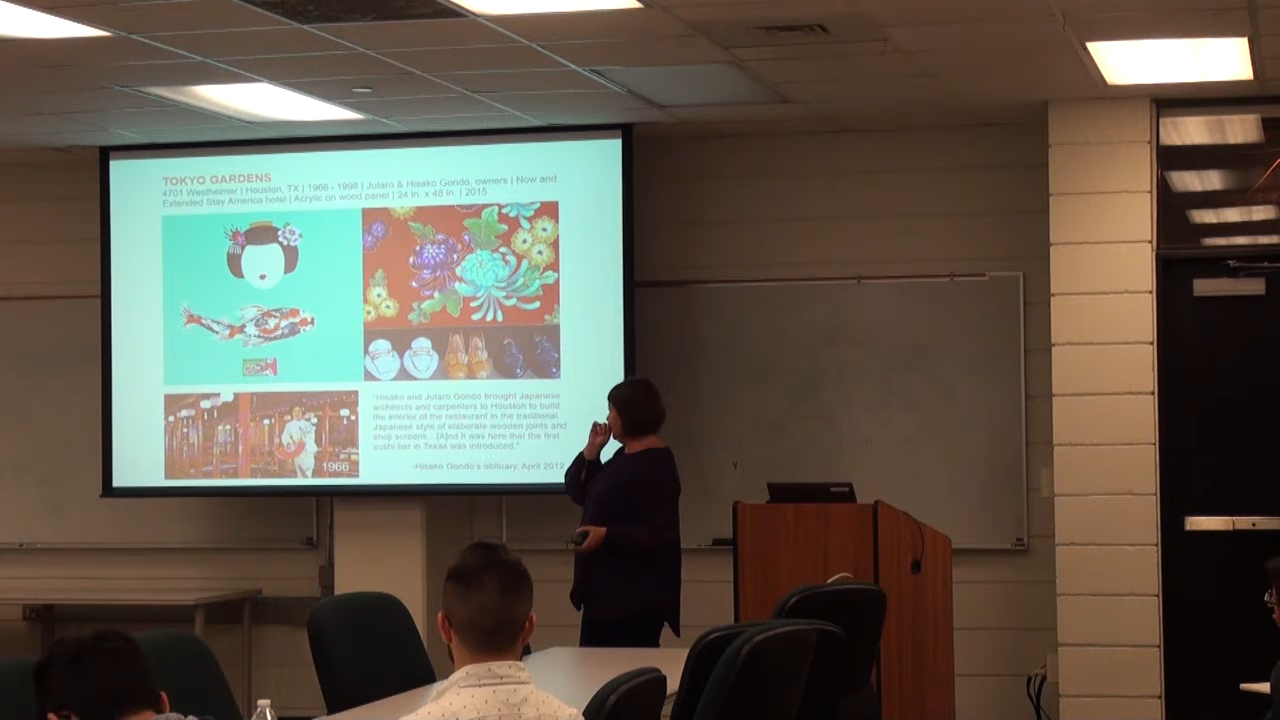 TOKYO GARDENS
4701 Westheimer | Houston, TX | 1966 - 1998 | Jutaro & Hisako Gondo, owners | Now and
Extended Stay America hotel | Acrylic on wood panel | 24 in. x 48 in. | 2015
"Hisako and Jutaro Gondo brought Japanese
architects and carpenters to Houston to build
the interior of the restaurant in the traditional
Japanese style of elaborate wooden joints and
shoji screens...[A]nd it was here that the first
sushi bar in Texas was introduced."
-Hisako Gondo's obituary, April 2012
1966